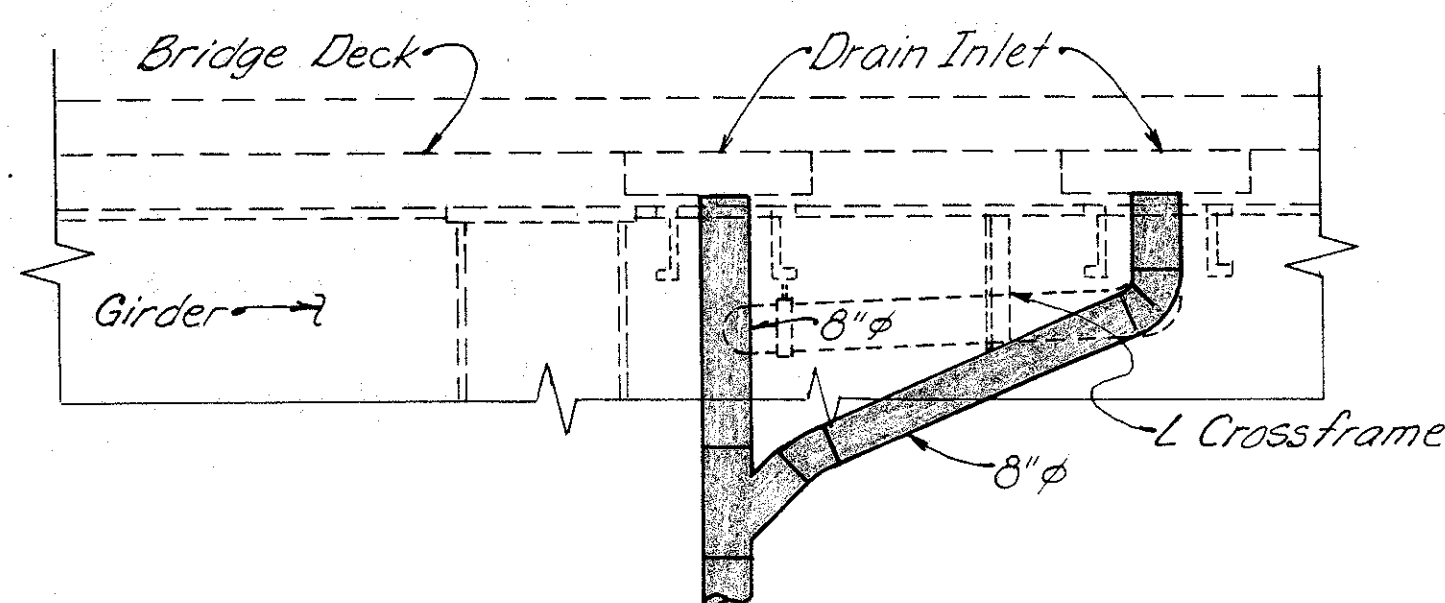 Bridge Deck
Drain Inlet
Girder
8"φ
L Crossframe
8"φ